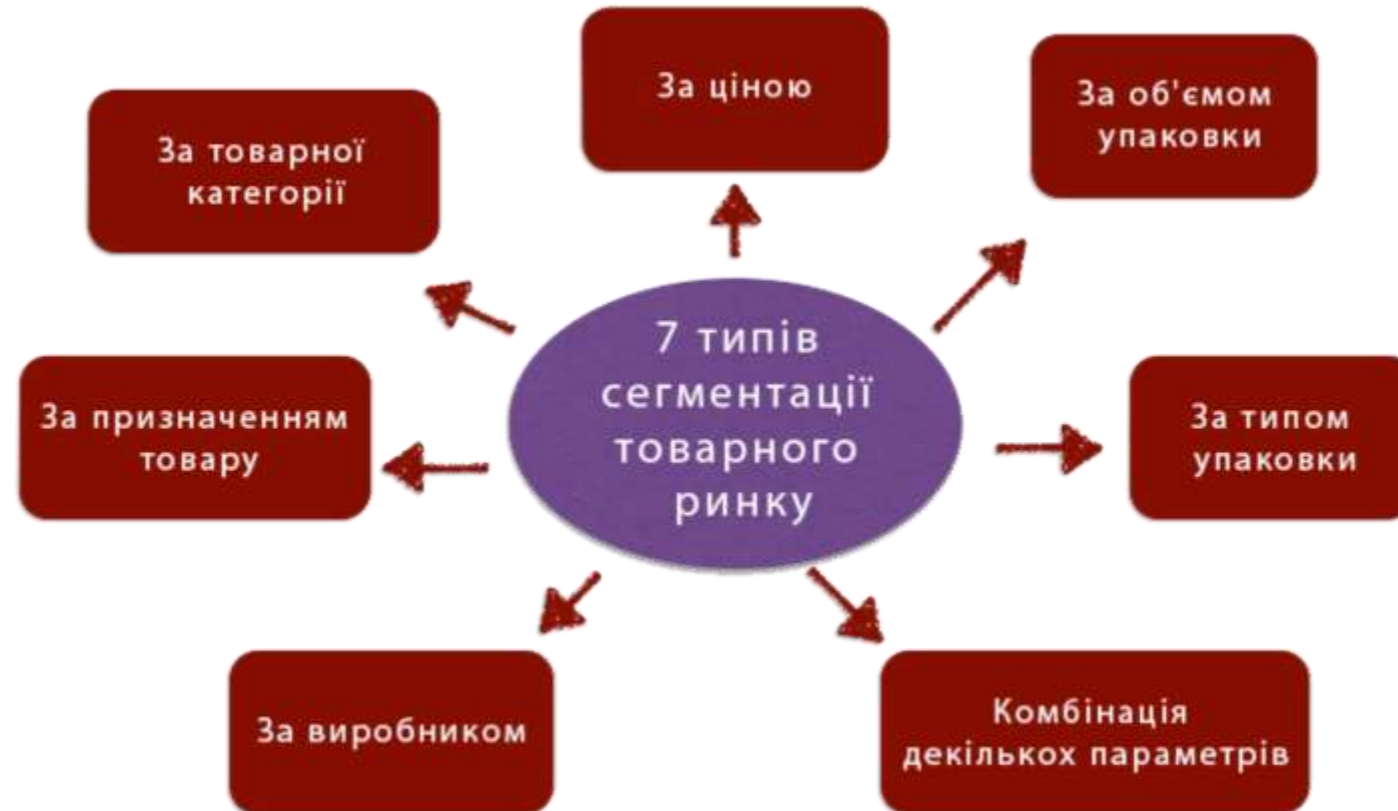 За ціною
За об'ємом
упаковки
За товарної
категорії
7 типів
сегментації
товарного
ринку
За призначенням
товару
За типом
упаковки
За виробником
Комбінація
декількох параметрів